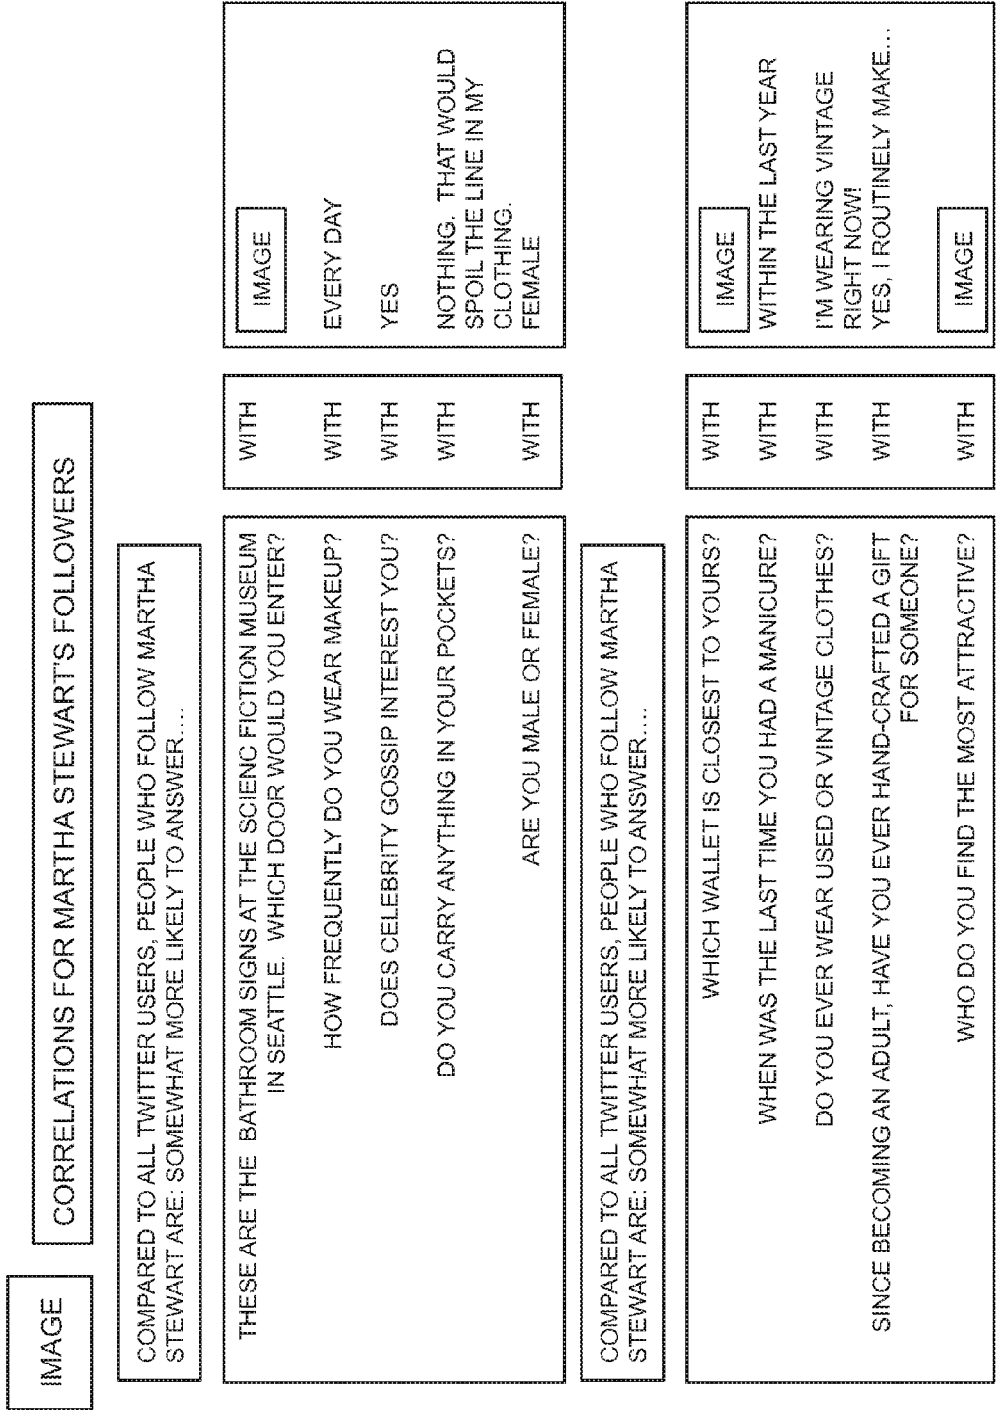 IMAGE
CORRELATIONS FOR MARTHA STEWART'S FOLLOWERS
COMPARED TO ALL TWITTER USERS, PEOPLE WHO FOLLOW MARTHA
STEWART ARE: SOMEWHAT MORE LIKELY TO ANSWER....
THESE ARE THE BATHROOM SIGNS AT THE SCIENC FICTION MUSEUM
IN SEATTLE. WHICH DOOR WOULD YOU ENTER?
WITH
IMAGE
HOW FREQUENTLY DO YOU WEAR MAKEUP?
WITH
EVERY DAY
DOES CELEBRITY GOSSIP INTEREST YOU?
WITH
YES
DO YOU CARRY ANYTHING IN YOUR POCKETS?
WITH
NOTHING. THAT WOULD
SPOIL THE LINE IN MY
CLOTHING.
ARE YOU MALE OR FEMALE?
WITH
FEMALE
COMPARED TO ALL TWITTER USERS, PEOPLE WHO FOLLOW MARTHA
STEWART ARE: SOMEWHAT MORE LIKELY TO ANSWER....
WHICH WALLET IS CLOSEST TO YOURS?
WITH
IMAGE
WHEN WAS THE LAST TIME YOU HAD A MANICURE?
WITH
WITHIN THE LAST YEAR
DO YOU EVER WEAR USED OR VINTAGE CLOTHES?
WITH
I'M WEARING VINTAGE
RIGHT NOW!
SINCE BECOMING AN ADULT, HAVE YOU EVER HAND-CRAFTED A GIFT
FOR SOMEONE?
WITH
YES, I ROUTINELY MAKE...
WHO DO YOU FIND THE MOST ATTRACTIVE?
WITH
IMAGE